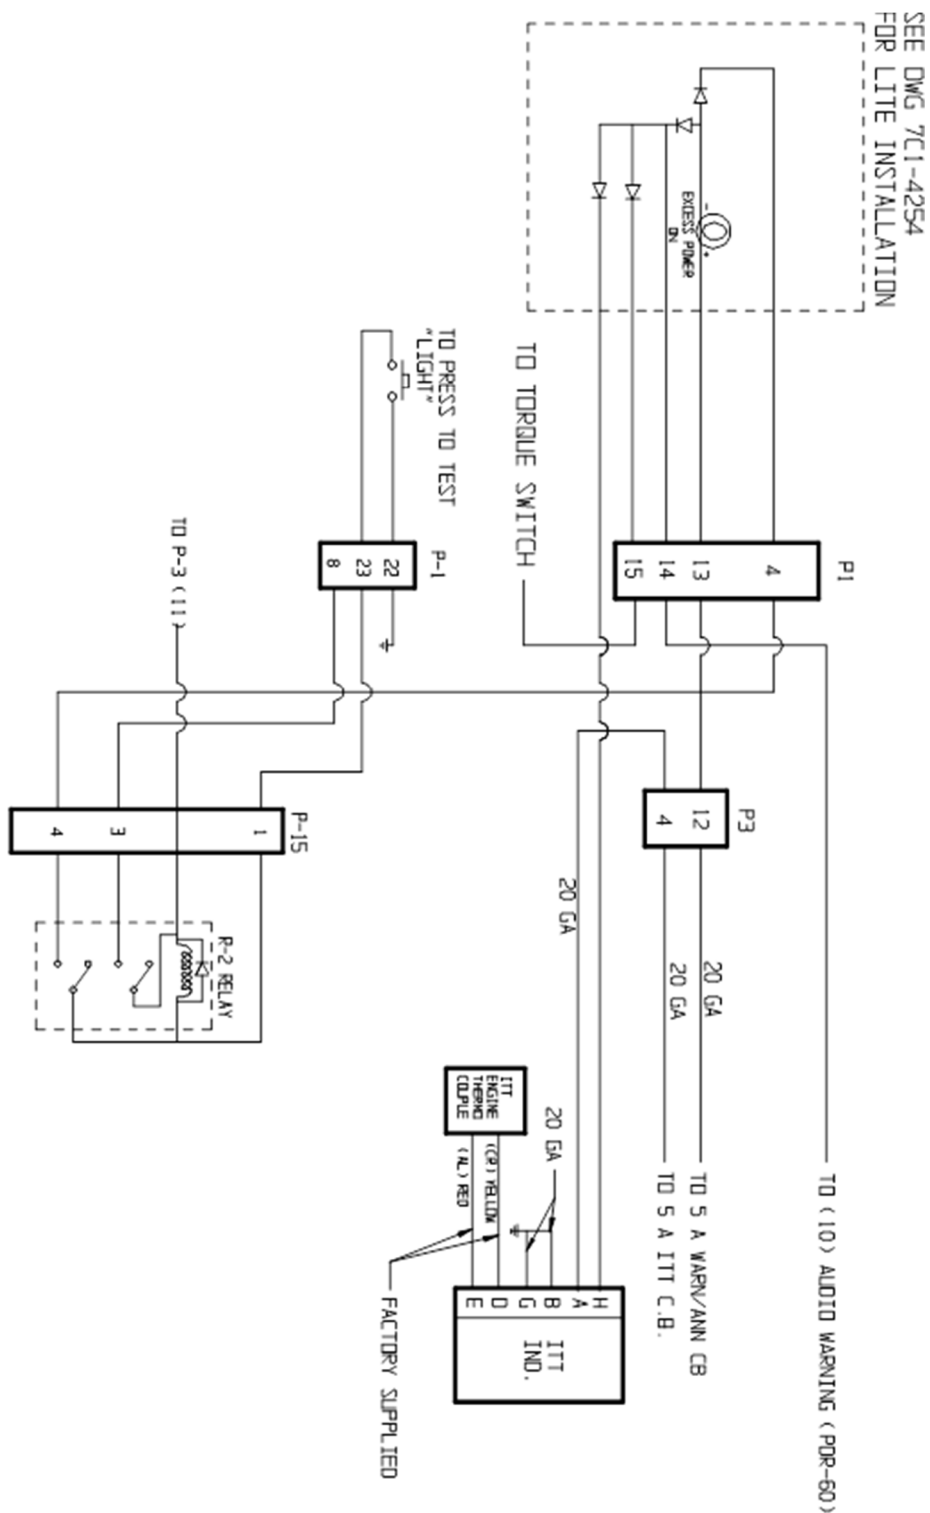 SEE DWG 7C1-4254
FOR LITE INSTALLATION
- +
EXCESS POWER
ON
TO TORQUE SWITCH
TO PRESS TO TEST
"LIGHT"
TO P-3 (11)
P1
4
13
14
15
P-1
22
23
8
P3
12
4
P-15
1
3
4
R-2 RELAY
20 GA
20 GA
20 GA
20 GA
TO (10) AUDIO WARNING (PDR-60)
TO 5 A WARN/ANN CB
TO 5 A ITT C.B.
ITT
ENGINE
THERMO
COUPLE
(CR) YELLOW
(AL) RED
FACTORY SUPPLIED
H
A
B
G
D
E
ITT
IND.